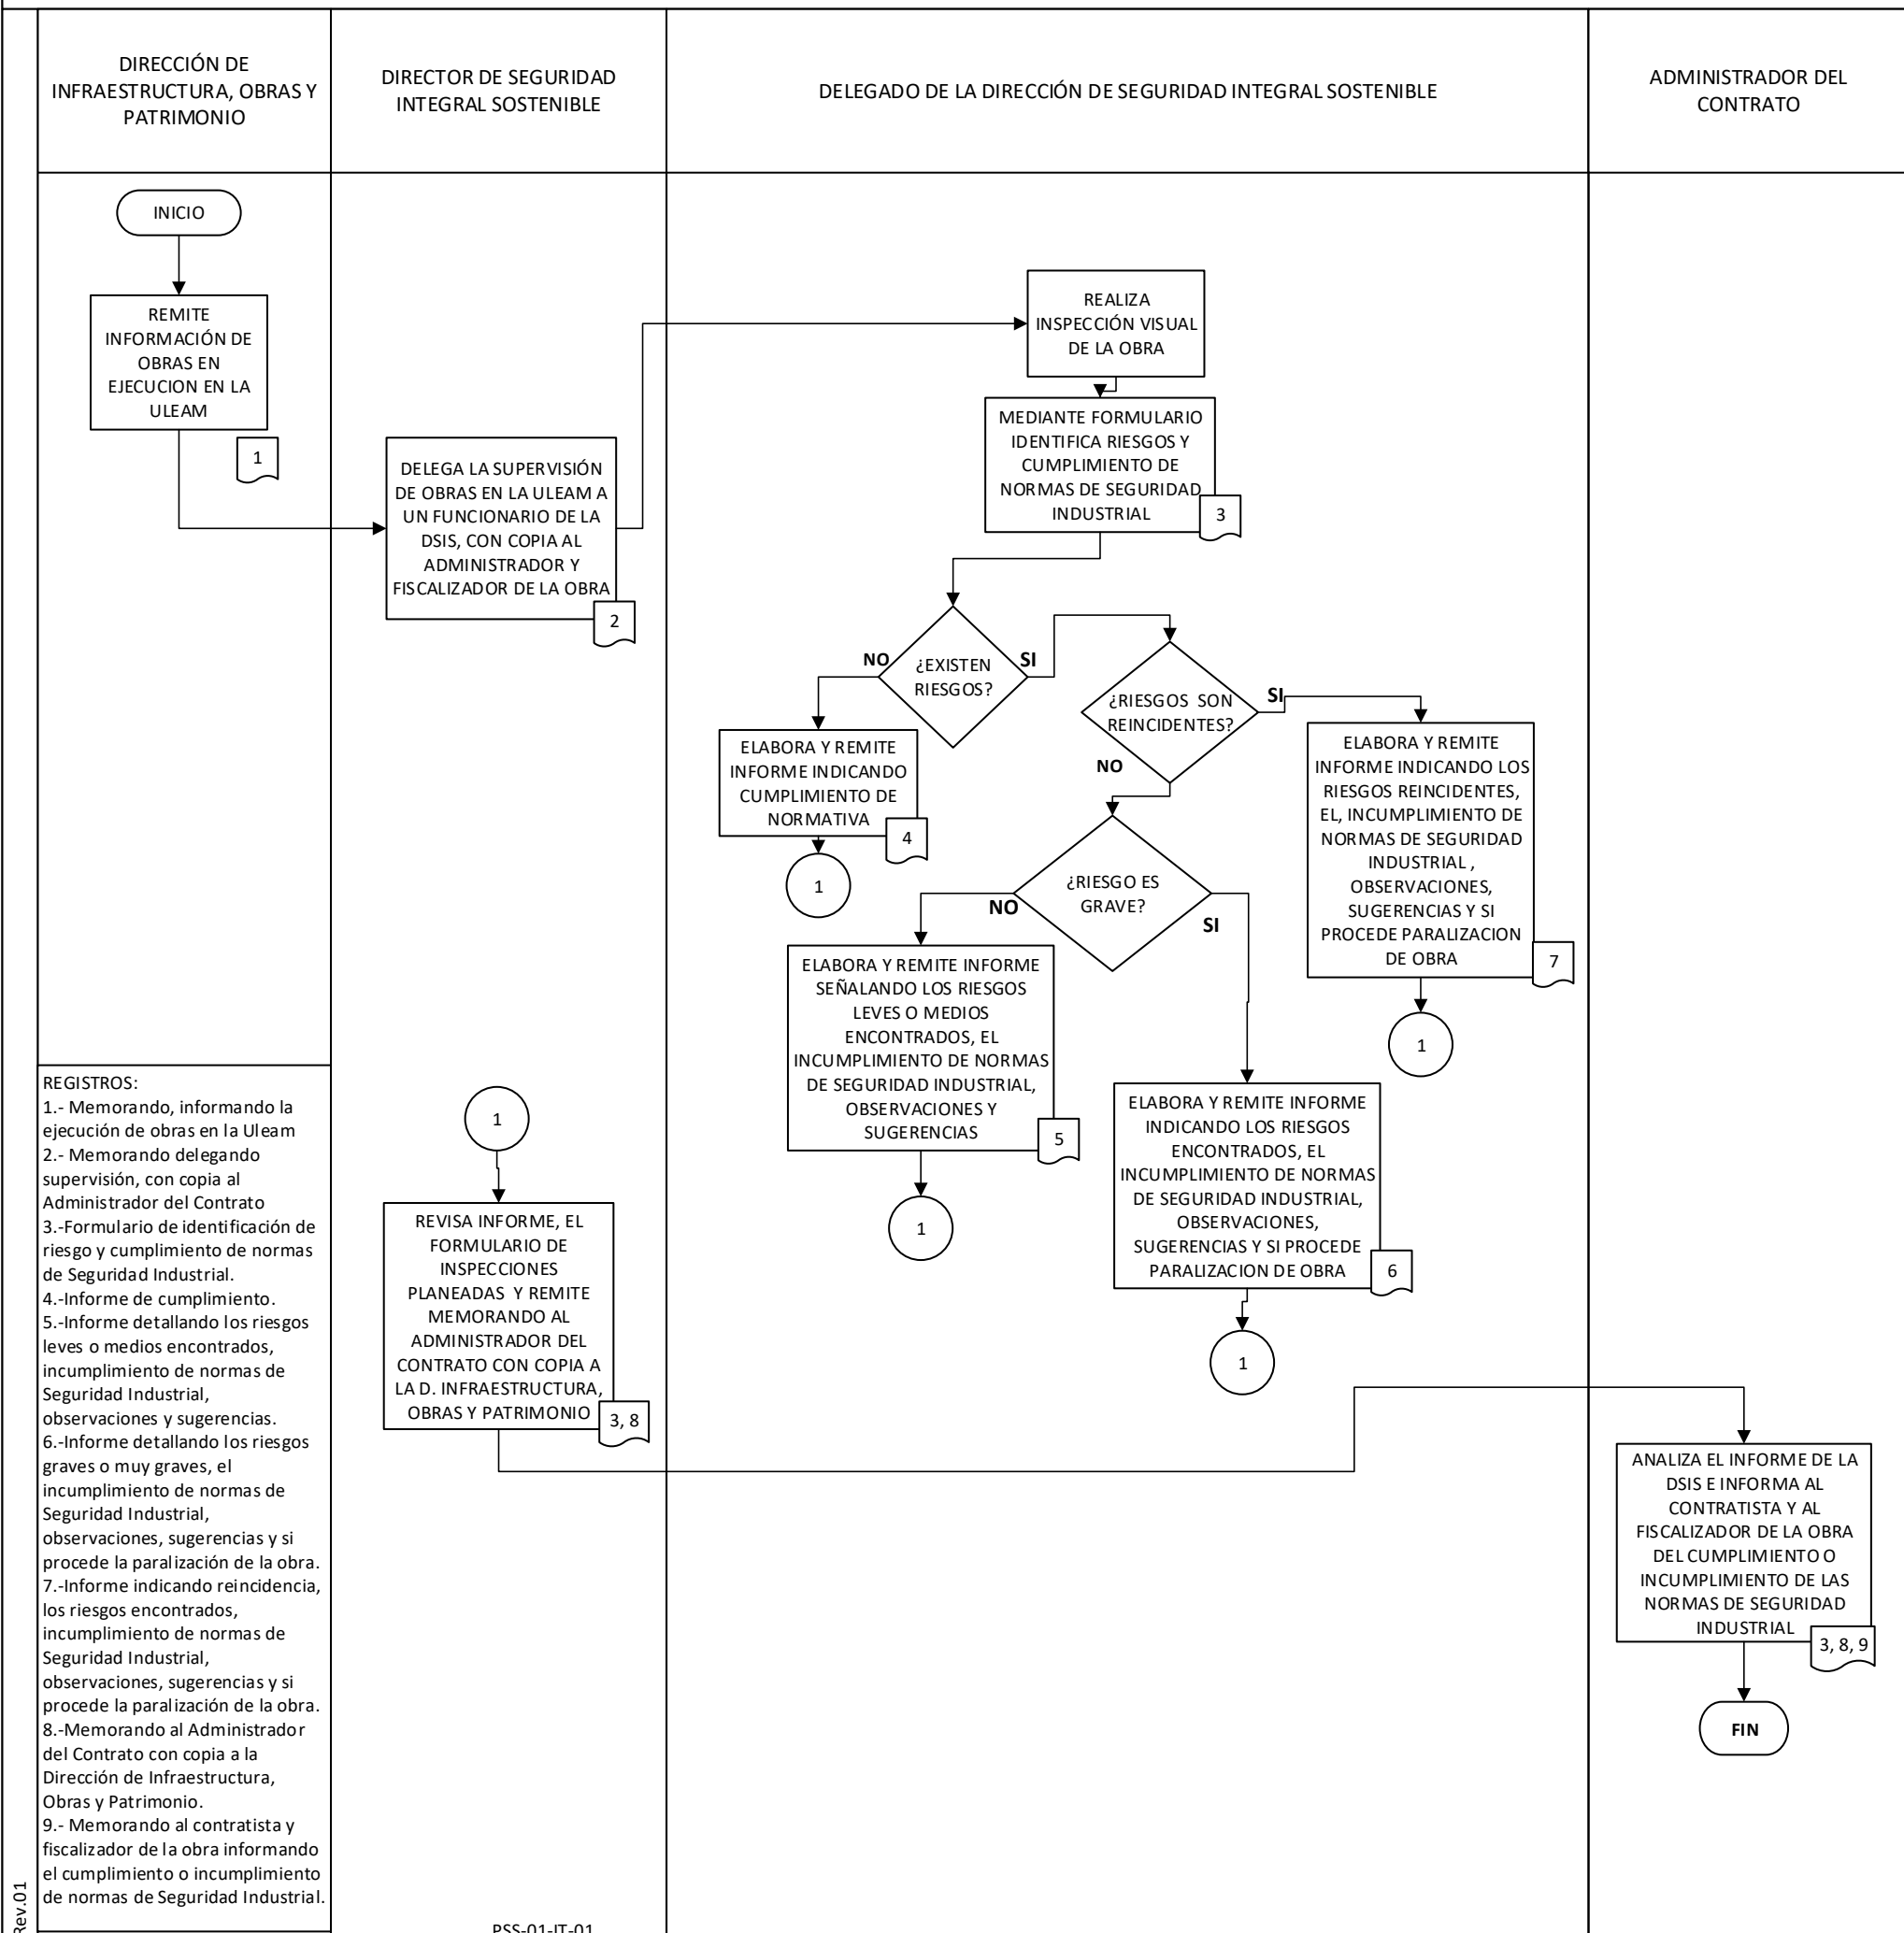 DIRECCIÓN DE
INFRAESTRUCTURA, OBRAS Y
PATRIMONIO
DIRECTOR DE SEGURIDAD
INTEGRAL SOSTENIBLE
DELEGADO DE LA DIRECCIÓN DE SEGURIDAD INTEGRAL SOSTENIBLE
ADMINISTRADOR DEL
CONTRATO
INICIO
REMITE
INFORMACIÓN DE
OBRAS EN
EJECUCION EN LA
ULEAM
1
DELEGA LA SUPERVISIÓN
DE OBRAS EN LA ULEAM A
UN FUNCIONARIO DE LA
DSIS, CON COPIA AL
ADMINISTRADOR Y
FISCALIZADOR DE LA OBRA
2
REALIZA
INSPECCIÓN VISUAL
DE LA OBRA
MEDIANTE FORMULARIO
IDENTIFICA RIESGOS Y
CUMPLIMIENTO DE
NORMAS DE SEGURIDAD
INDUSTRIAL
3
¿EXISTEN
RIESGOS?
NO
SI
¿RIESGOS SON
REINCIDENTES?
SI
NO
ELABORA Y REMITE
INFORME INDICANDO
CUMPLIMIENTO DE
NORMATIVA
4
1
¿RIESGO ES
GRAVE?
NO
SI
ELABORA Y REMITE
INFORME INDICANDO LOS
RIESGOS REINCIDENTES,
EL, INCUMPLIMIENTO DE
NORMAS DE SEGURIDAD
INDUSTRIAL ,
OBSERVACIONES,
SUGERENCIAS Y SI
PROCEDE PARALIZACION
DE OBRA
7
1
ELABORA Y REMITE INFORME
SEÑALANDO LOS RIESGOS
LEVES O MEDIOS
ENCONTRADOS, EL
INCUMPLIMIENTO DE NORMAS
DE SEGURIDAD INDUSTRIAL,
OBSERVACIONES Y
SUGERENCIAS
5
1
ELABORA Y REMITE INFORME
INDICANDO LOS RIESGOS
ENCONTRADOS, EL
INCUMPLIMIENTO DE NORMAS
DE SEGURIDAD INDUSTRIAL,
OBSERVACIONES,
SUGERENCIAS Y SI PROCEDE
PARALIZACION DE OBRA
6
1
1
REVISA INFORME, EL
FORMULARIO DE
INSPECCIONES
PLANEADAS Y REMITE
MEMORANDO AL
ADMINISTRADOR DEL
CONTRATO CON COPIA A
LA D. INFRAESTRUCTURA,
OBRAS Y PATRIMONIO
3, 8
ANALIZA EL INFORME DE LA
DSIS E INFORMA AL
CONTRATISTA Y AL
FISCALIZADOR DE LA OBRA
DEL CUMPLIMIENTO O
INCUMPLIMIENTO DE LAS
NORMAS DE SEGURIDAD
INDUSTRIAL
3, 8, 9
FIN
REGISTROS:
1.- Memorando, informando la
ejecución de obras en la Uleam
2.- Memorando delegando
supervisión, con copia al
Administrador del Contrato
3.-Formulario de identificación de
riesgo y cumplimiento de normas
de Seguridad Industrial.
4.-Informe de cumplimiento.
5.-Informe detallando los riesgos
leves o medios encontrados,
incumplimiento de normas de
Seguridad Industrial,
observaciones y sugerencias.
6.-Informe detallando los riesgos
graves o muy graves, el
incumplimiento de normas de
Seguridad Industrial,
observaciones, sugerencias y si
procede la paralización de la obra.
7.-Informe indicando reincidencia,
los riesgos encontrados,
incumplimiento de normas de
Seguridad Industrial,
observaciones, sugerencias y si
procede la paralización de la obra.
8.-Memorando al Administrador
del Contrato con copia a la
Dirección de Infraestructura,
Obras y Patrimonio.
9.- Memorando al contratista y
fiscalizador de la obra informando
el cumplimiento o incumplimiento
de normas de Seguridad Industrial.
Rev.01
PSS-01-IT-01